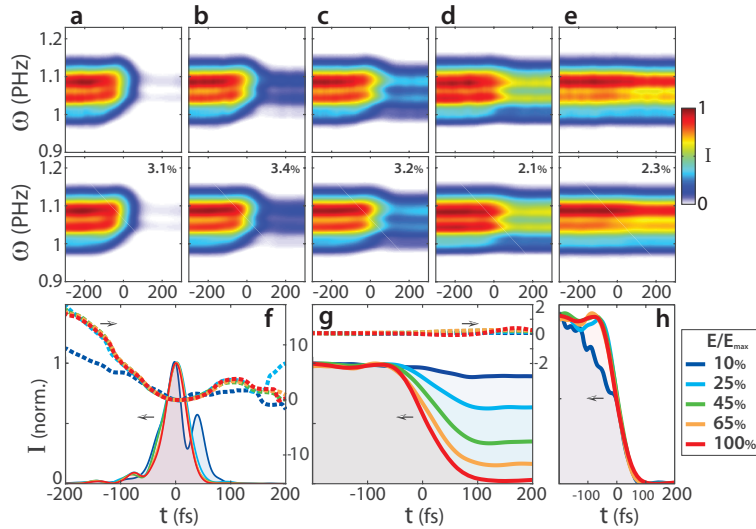 a b c d e
1.2
1.1
1
0.9
ω (PHz)
1
I
0
3.1% 3.4% 3.2% 2.1% 2.3%
1.2
1.1
1
0.9
ω (PHz)
-200 0 200 -200 0 200 -200 0 200 -200 0 200 -200 0 200
f g h
1
0
I (norm.)
10
0
-10
2
0
-2
-200 -100 0 100 200
-100 0 100 200
-100 0 100 200
t (fs) t (fs) t (fs)
E/Emax
10%
25%
45%
65%
100%